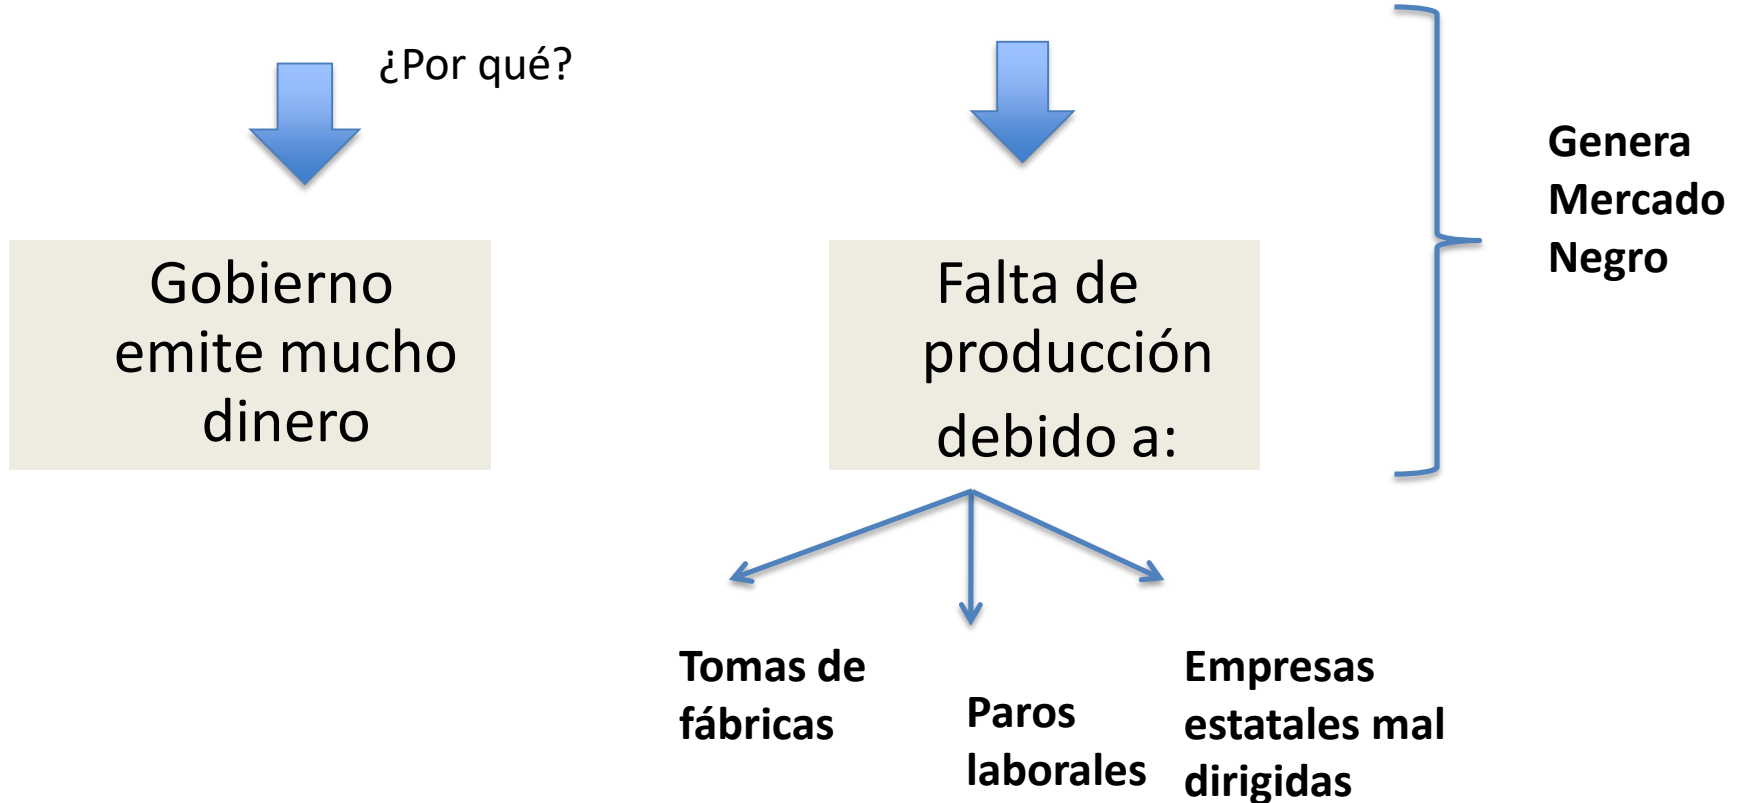 ¿Por qué?
Gobierno
emite mucho
dinero
Falta de
producción
debido a:
Genera
Mercado
Negro
Tomas de
fábricas
Paros
laborales
Empresas
estatales mal
dirigidas